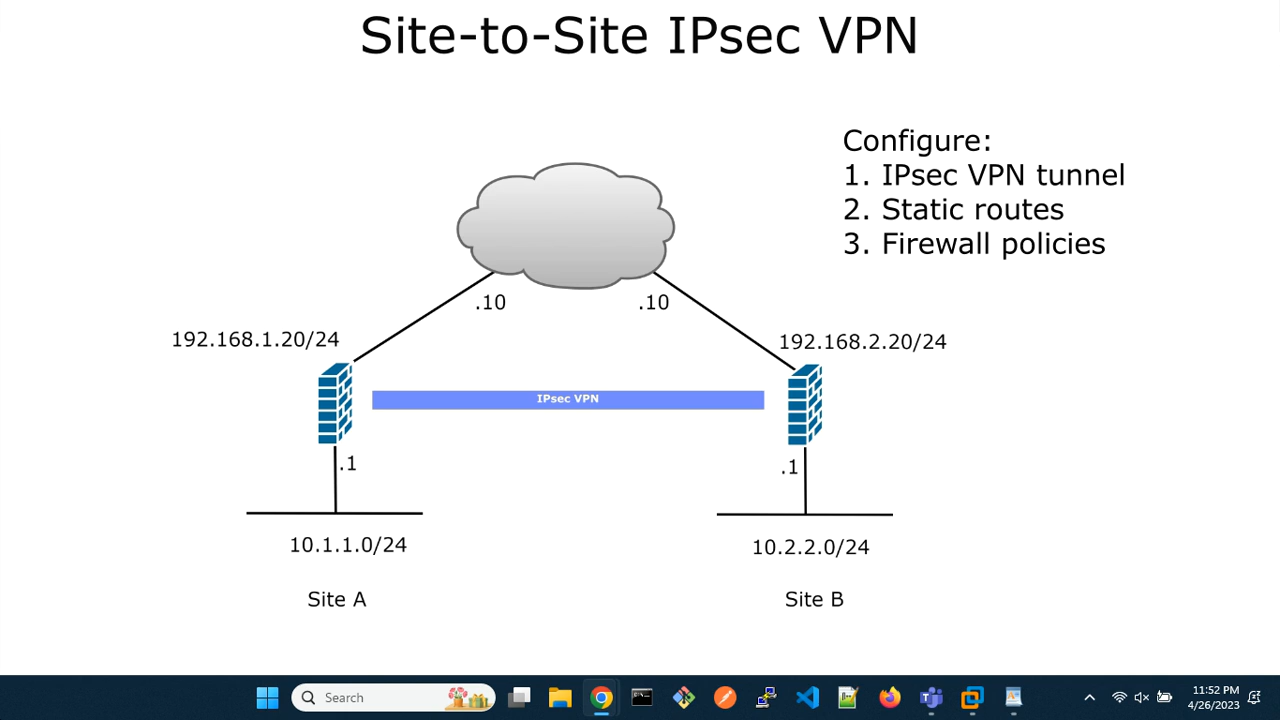 Site-to-Site IPsec VPN
Configure:
1. IPsec VPN tunnel
2. Static routes
3. Firewall policies
.10
.10
192.168.1.20/24
192.168.2.20/24
IPsec VPN
.1
.1
10.1.1.0/24
10.2.2.0/24
Site A
Site B
Search
11:52 PM
4/26/2023